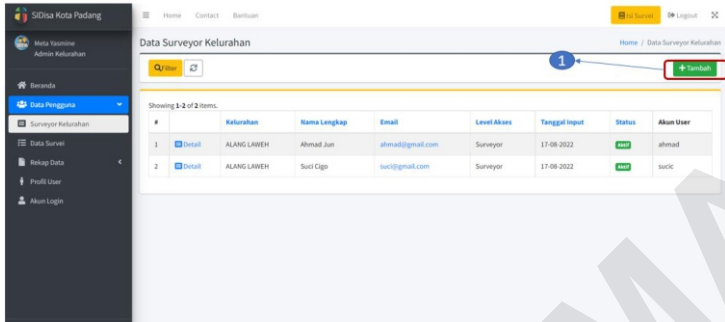 SIDisa Kota Padang
Home Contact Bantuan
Isi Survei Logout
Meta Yasmine
Admin Kelurahan
Beranda
Data Pengguna
Surveyor Kelurahan
Data Survei
Rekap Data
Profil User
Akun Login
Data Surveyor Kelurahan
Home / Data Surveyor Kelurahan
Filter
1
+ Tambah
Showing 1-2 of 2 items.
# Kelurahan Nama Lengkap Email Level Akses Tanggal Input Status Akun User
1 Detail ALANG LAWEH Ahmad Jun ahmad@gmail.com Surveyor 17-08-2022 Aktif ahmad
2 Detail ALANG LAWEH Suci Cigo suci@gmail.com Surveyor 17-08-2022 Aktif sucic